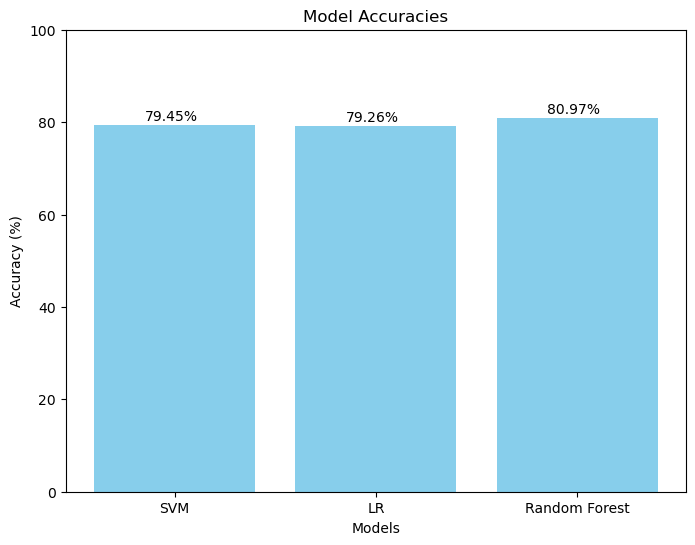 Model Accuracies
100
80
60
40
20
0
Accuracy (%)
79.45%
79.26%
80.97%
SVM
LR
Random Forest
Models